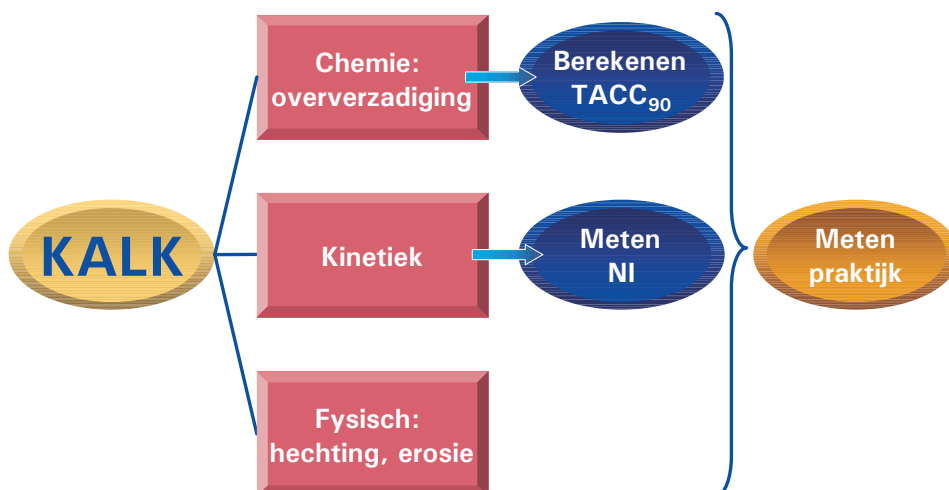 KALK
Chemie:
oververzadiging
Berekenen
TACC₉₀
Kinetiek
Meten
NI
Fysisch:
hechting, erosie
Meten
praktijk